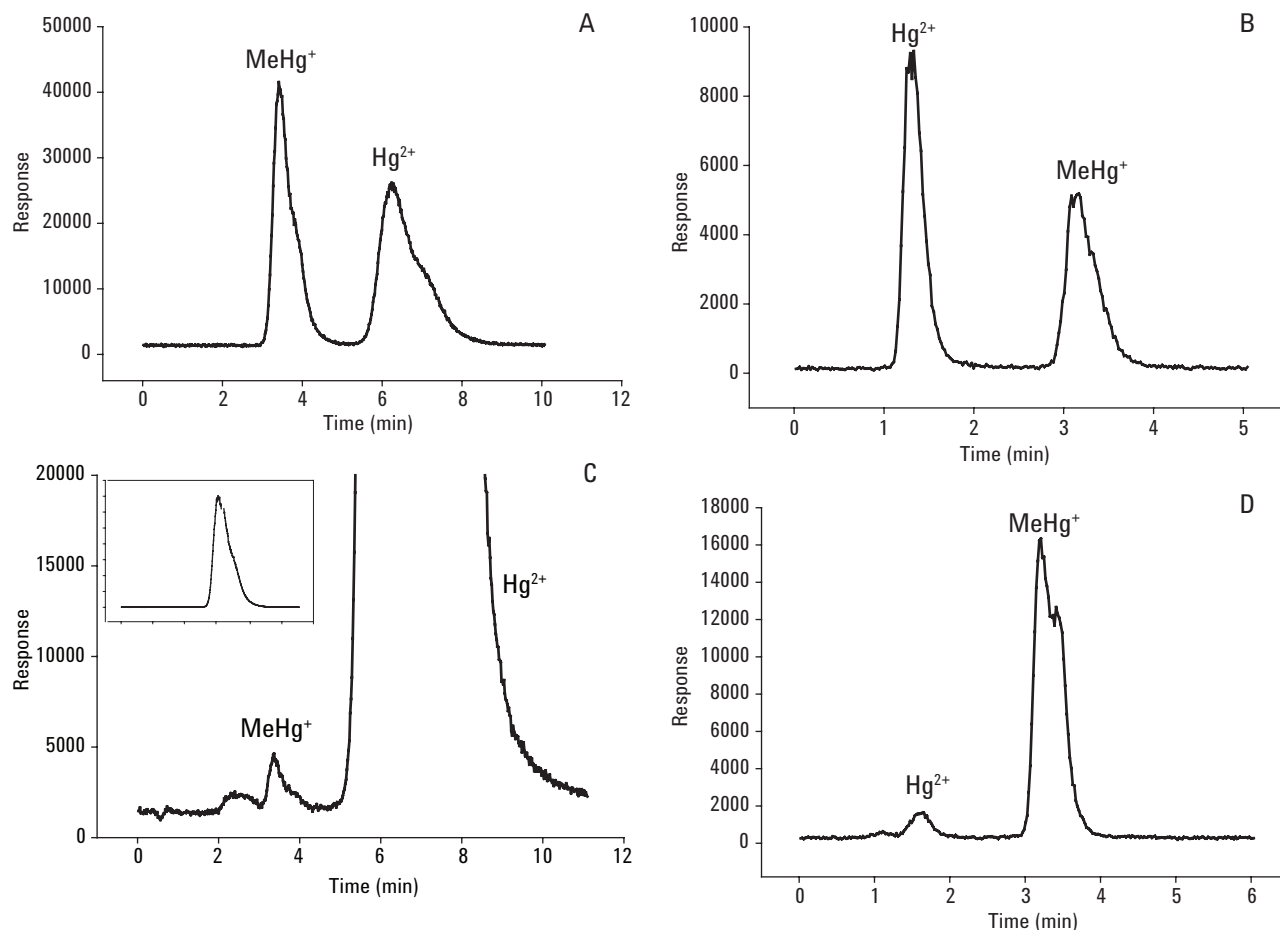 A
50000
40000
30000
20000
10000
0
Response
MeHg⁺
Hg²⁺
0 2 4 6 8 10 12
Time (min)
B
10000
8000
6000
4000
2000
0
Response
Hg²⁺
MeHg⁺
0 1 2 3 4 5
Time (min)
C
20000
15000
10000
5000
0
Response
MeHg⁺
Hg²⁺
0 2 4 6 8 10 12
Time (min)
D
18000
16000
14000
12000
10000
8000
6000
4000
2000
0
Response
MeHg⁺
Hg²⁺
0 1 2 3 4 5 6
Time (min)